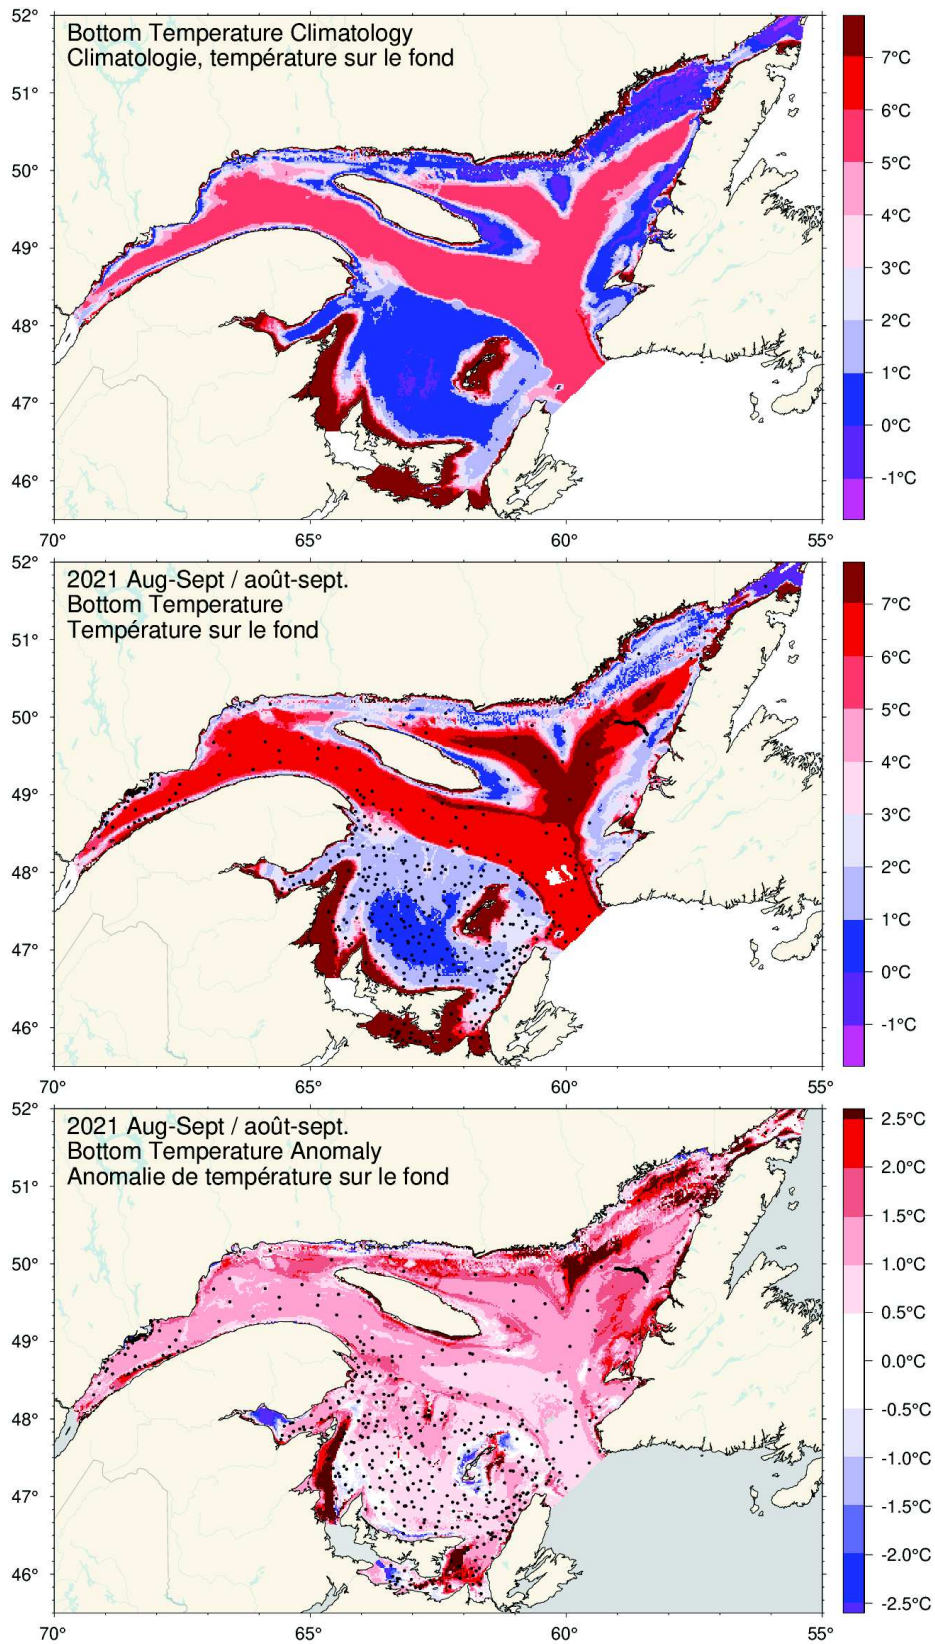 Bottom Temperature Climatology
Climatologie, température sur le fond
52°
51°
50°
49°
48°
47°
46°
70°
65°
60°
55°
7°C
6°C
5°C
4°C
3°C
2°C
1°C
0°C
-1°C
2021 Aug-Sept / août-sept.
Bottom Temperature
Température sur le fond
52°
51°
50°
49°
48°
47°
46°
70°
65°
60°
55°
7°C
6°C
5°C
4°C
3°C
2°C
1°C
0°C
-1°C
2021 Aug-Sept / août-sept.
Bottom Temperature Anomaly
Anomalie de température sur le fond
52°
51°
50°
49°
48°
47°
46°
70°
65°
60°
55°
2.5°C
2.0°C
1.5°C
1.0°C
0.5°C
0.0°C
-0.5°C
-1.0°C
-1.5°C
-2.0°C
-2.5°C